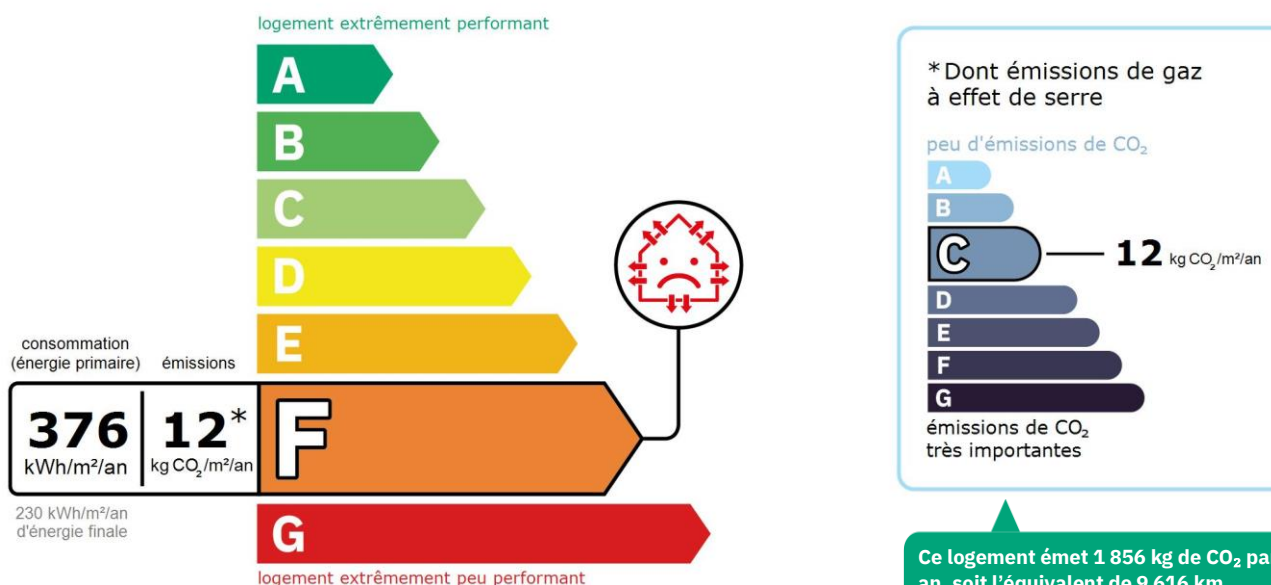 logement extrêmement performant
A
B
C
D
E
consommation
(énergie primaire)
émissions
376
kWh/m²/an
12*
kg CO₂/m²/an
F
230 kWh/m²/an
d'énergie finale
G
logement extrêmement peu performant
*Dont émissions de gaz
à effet de serre
peu d'émissions de CO₂
A
B
C
12 kg CO₂/m²/an
D
E
F
G
émissions de CO₂
très importantes
Ce logement émet 1 856 kg de CO₂ pa
an, soit l'équivalent de 9 616 km